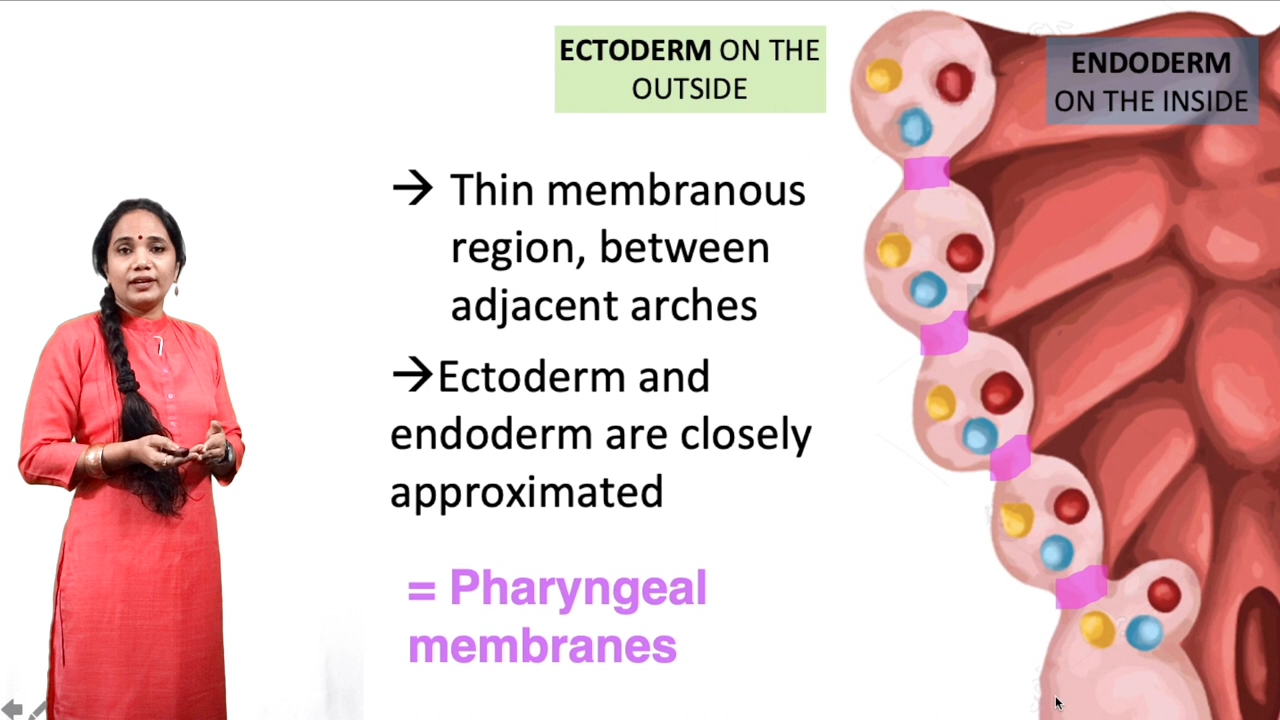 ECTODERM ON THE
OUTSIDE
ENDODERM
ON THE INSIDE
→ Thin membranous
region, between
adjacent arches
→Ectoderm and
endoderm are closely
approximated
= Pharyngeal
membranes